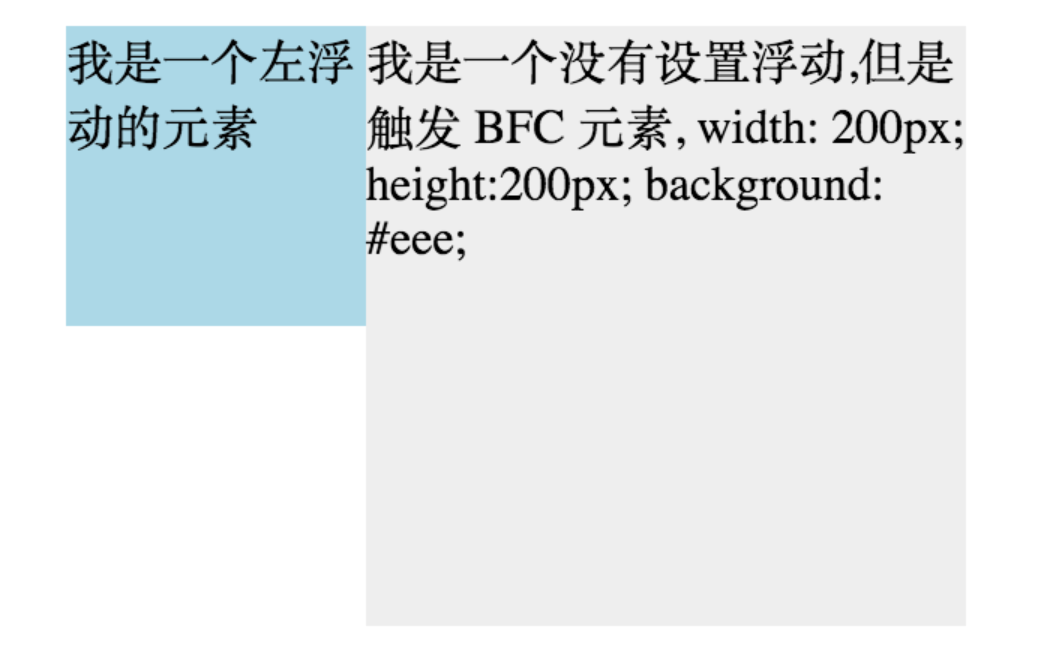 我是一个左浮
动的元素
我是一个没有设置浮动,但是
触发 BFC 元素, width: 200px;
height:200px; background:
#eee;